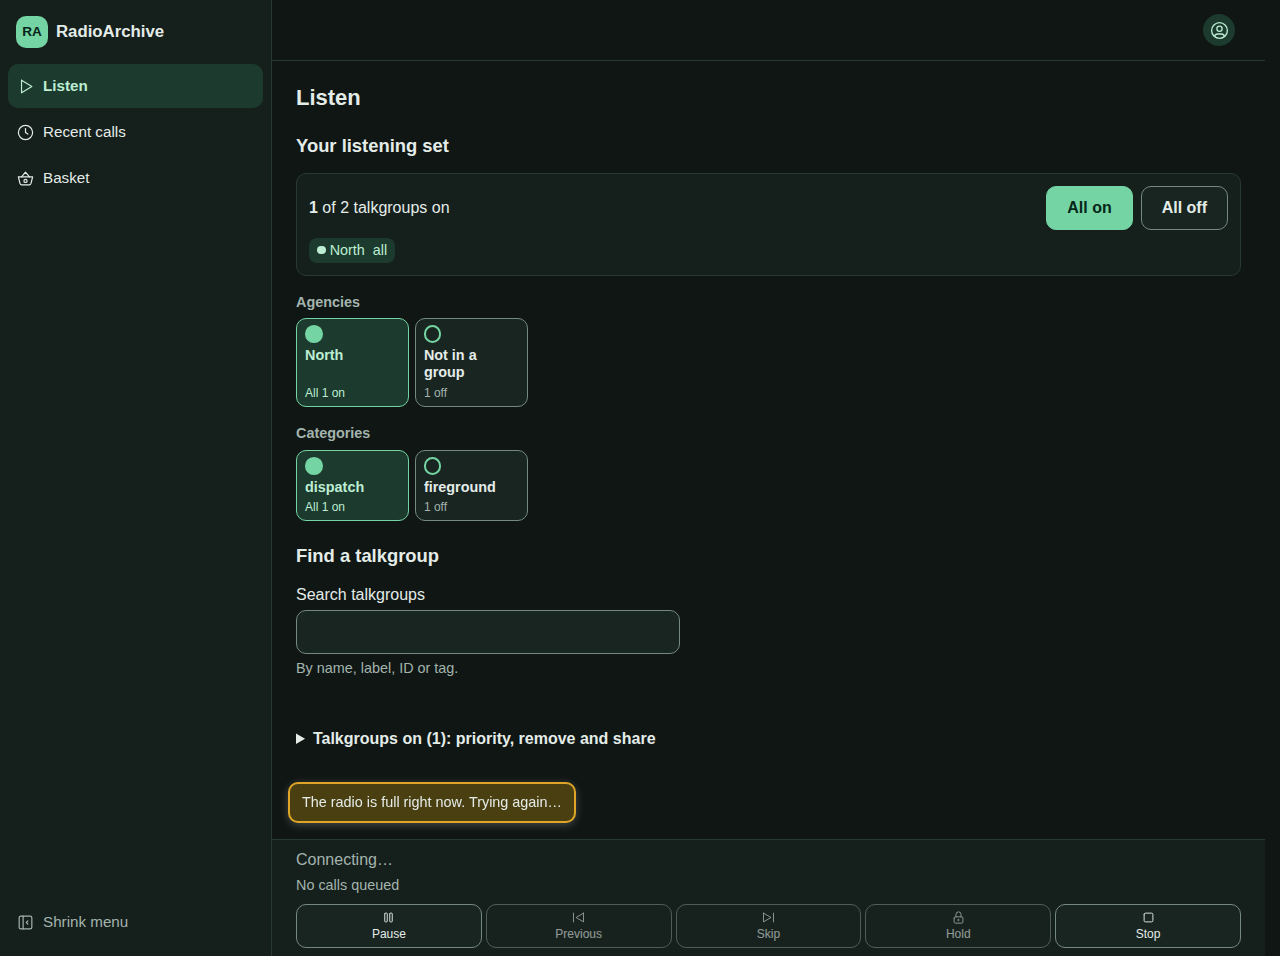 RA RadioArchive
Listen
Recent calls
Basket
Shrink menu
Listen
Your listening set
1 of 2 talkgroups on
All on
All off
North all
Agencies
North
All 1 on
Not in a
group
1 off
Categories
dispatch
All 1 on
fireground
1 off
Find a talkgroup
Search talkgroups
By name, label, ID or tag.
Talkgroups on (1): priority, remove and share
The radio is full right now. Trying again…
Connecting…
No calls queued
Pause
Previous
Skip
Hold
Stop